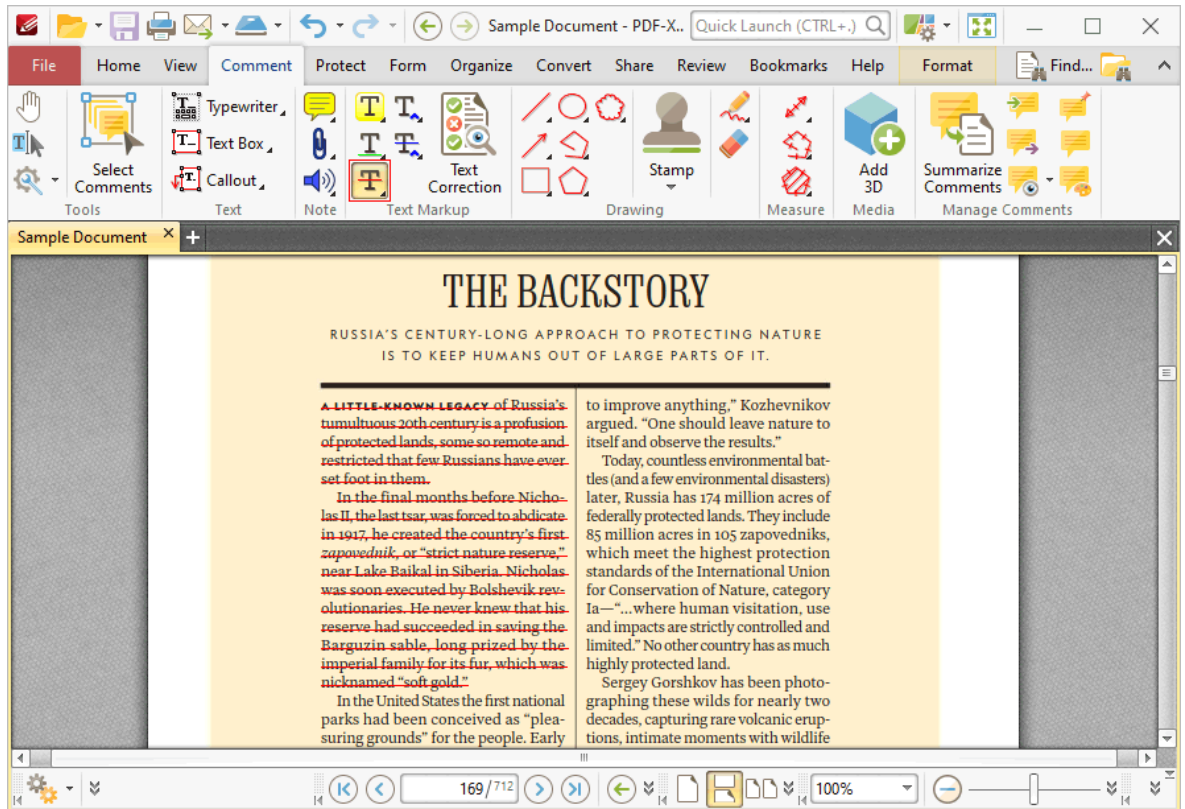 Sample Document - PDF-X..
Quick Launch (CTRL+.)
File Home View Comment Protect Form Organize Convert Share Review Bookmarks Help Format Find...
Typewriter
Text Box
Callout
Select
Comments
Text
Correction
Stamp
Add
3D
Summarize
Comments
Tools Text Note Text Markup Drawing Measure Media Manage Comments
Sample Document
THE BACKSTORY
RUSSIA'S CENTURY-LONG APPROACH TO PROTECTING NATURE
IS TO KEEP HUMANS OUT OF LARGE PARTS OF IT.
A LITTLE-KNOWN LEGACY of Russia's
tumultuous 20th century is a profusion
of protected lands, some so remote and
restricted that few Russians have ever
set foot in them.
In the final months before Nicho-
las II, the last tsar, was forced to abdicate
in 1917, he created the country's first
zapovednik, or “strict nature reserve,”
near Lake Baikal in Siberia. Nicholas
was soon executed by Bolshevik rev-
olutionaries. He never knew that his
reserve had succeeded in saving the
Barguzin sable, long prized by the
imperial family for its fur, which was
nicknamed “soft gold.”
In the United States the first national
parks had been conceived as “plea-
suring grounds” for the people. Early
to improve anything,” Kozhevnikov
argued. “One should leave nature to
itself and observe the results.”
Today, countless environmental bat-
tles (and a few environmental disasters)
later, Russia has 174 million acres of
federally protected lands. They include
85 million acres in 105 zapovedniks,
which meet the highest protection
standards of the International Union
for Conservation of Nature, category
Ia—“...where human visitation, use
and impacts are strictly controlled and
limited.” No other country has as much
highly protected land.
Sergey Gorshkov has been photo-
graphing these wilds for nearly two
decades, capturing rare volcanic erup-
tions, intimate moments with wildlife
169/712
100%